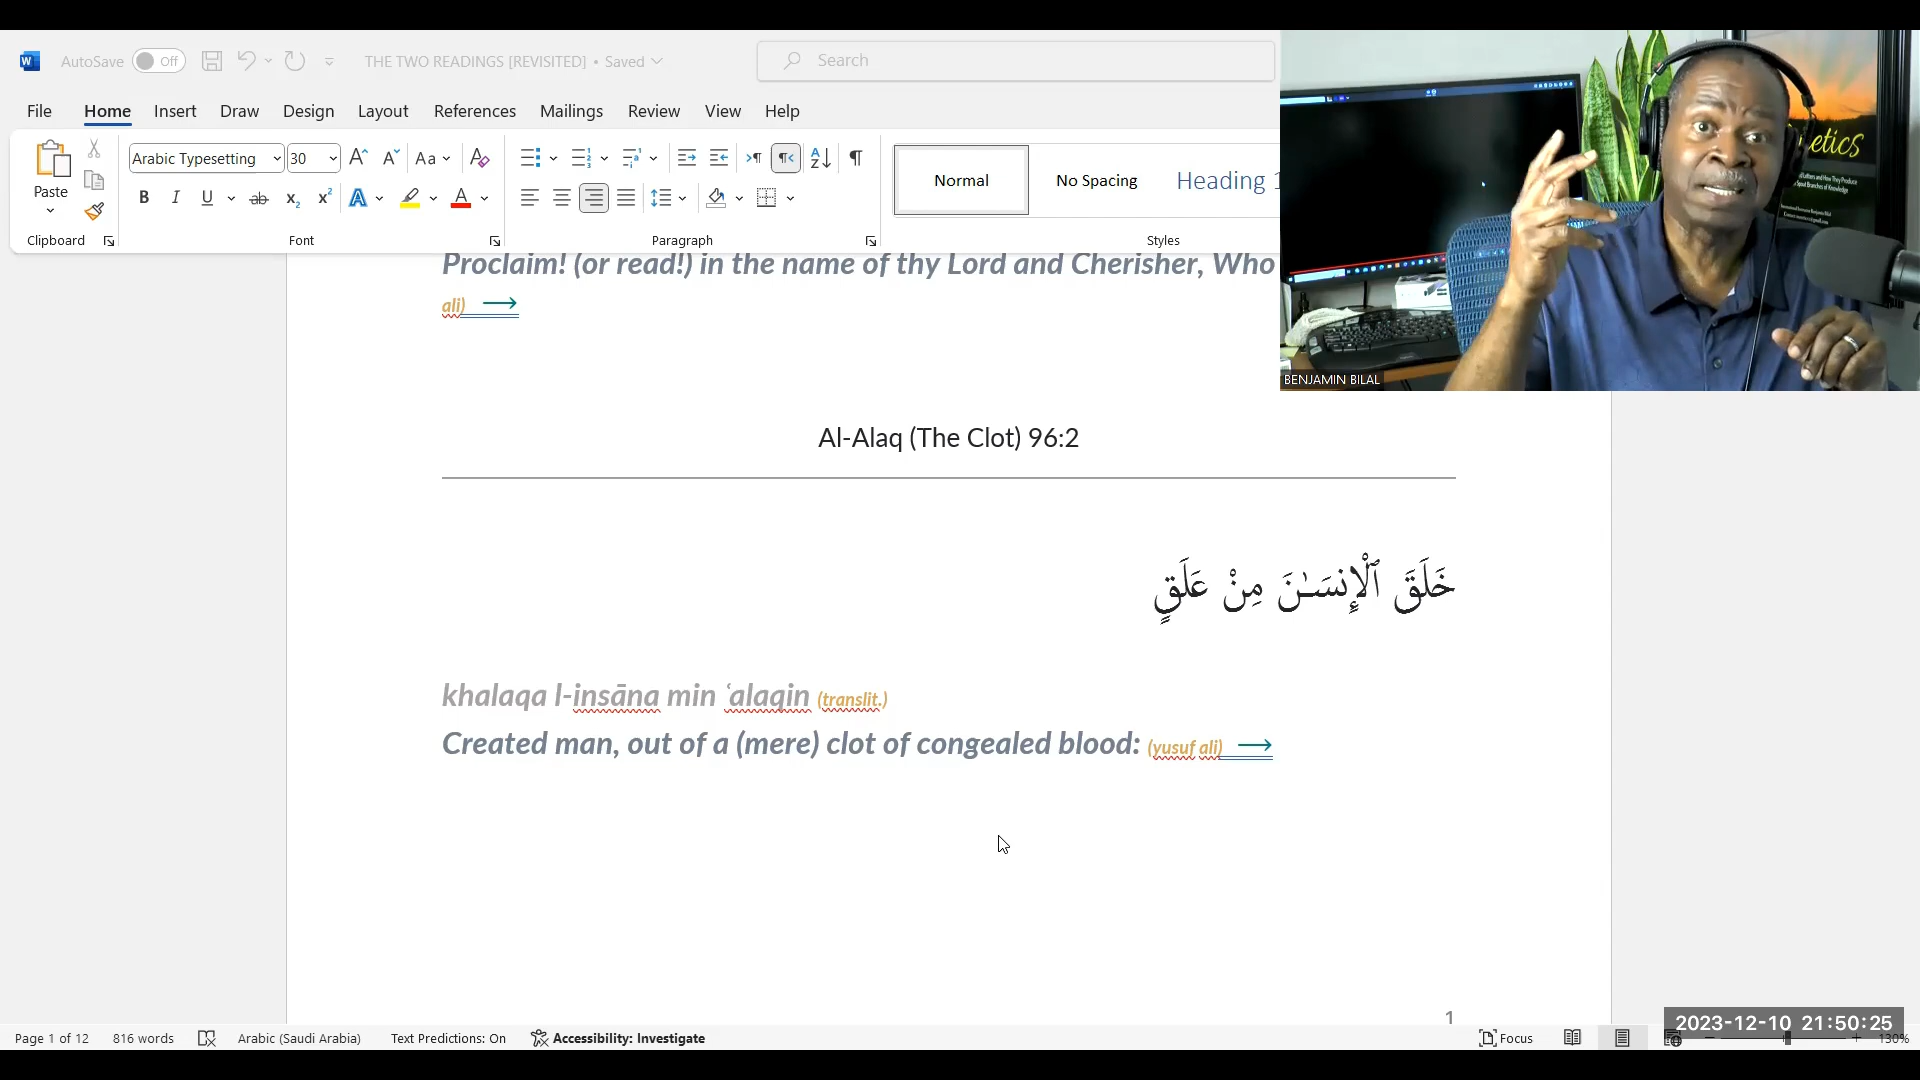 AutoSave Off THE TWO READINGS [REVISITED] • Saved Search
File Home Insert Draw Design Layout References Mailings Review View Help
Paste Arabic Typesetting 30 Aa
Normal No Spacing Heading 1
Clipboard Font Paragraph Styles
Proclaim! (or read!) in the name of thy Lord and Cherisher, Who
ali) →
etics
BENJAMIN BILAL
Al-Alaq (The Clot) 96:2
خَلَقَ ٱلْإِنسَـٰنَ مِنْ عَلَقٍ
khalaqa l-insāna min ʿalaqin (translit.)
Created man, out of a (mere) clot of congealed blood: (yusuf ali) →
1
2023-12-10 21:50:25
Page 1 of 12 816 words Arabic (Saudi Arabia) Text Predictions: On Accessibility: Investigate Focus 130%